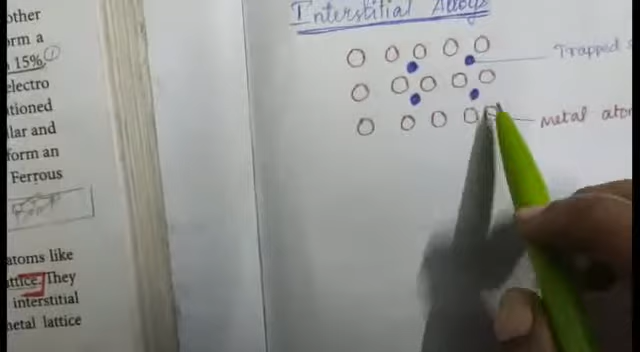 other
orm a
15%
electro
tioned
lar and
form an
Ferrous
atoms like
attice. They
interstitial
netal lattice
Interstitial Alloys
Trapped s
metal atom